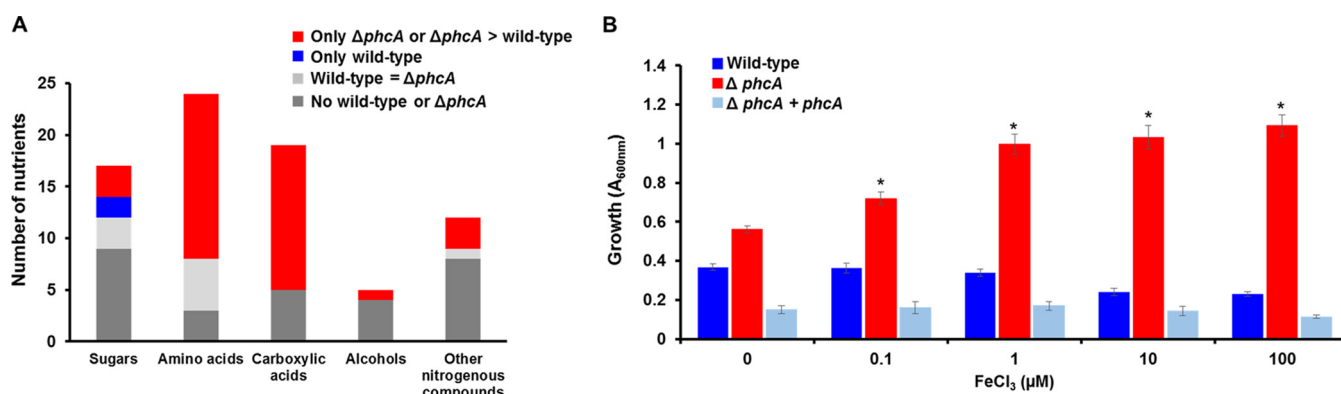 A
Only ΔphcA or ΔphcA > wild-type
Only wild-type
Wild-type = ΔphcA
No wild-type or ΔphcA
Number of nutrients
25
20
15
10
5
0
Sugars
Amino acids
Carboxylic
acids
Alcohols
Other
nitrogenous
compounds
B
Wild-type
Δ phcA
Δ phcA + phcA
Growth (A600nm)
1.4
1.2
1
0.8
0.6
0.4
0.2
0
*
*
*
*
0
0.1
1
10
100
FeCl3 (µM)